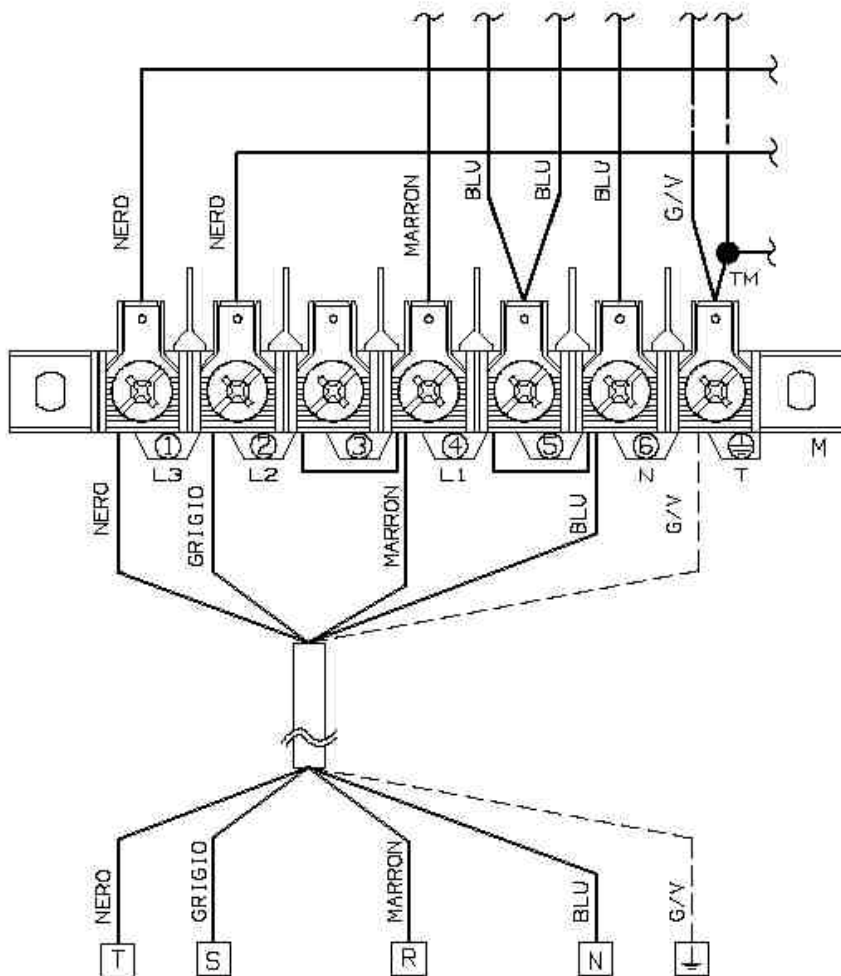 NERO
NERO
MARRON
BLU
BLU
BLU
G/V
TM
1
2
3
4
5
6
M
L3
L2
L1
N
T
NERO
GRIGIO
MARRON
BLU
G/V
NERO
GRIGIO
MARRON
BLU
G/V
T
S
R
N